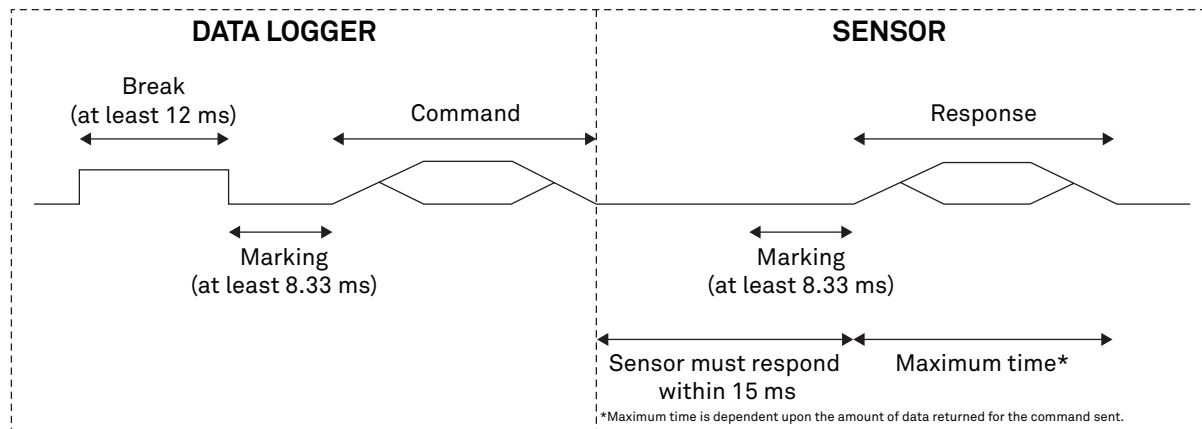 DATA LOGGER
SENSOR
Break
(at least 12 ms)
Command
Response
Marking
(at least 8.33 ms)
Marking
(at least 8.33 ms)
Sensor must respond
within 15 ms
Maximum time*
*Maximum time is dependent upon the amount of data returned for the command sent.